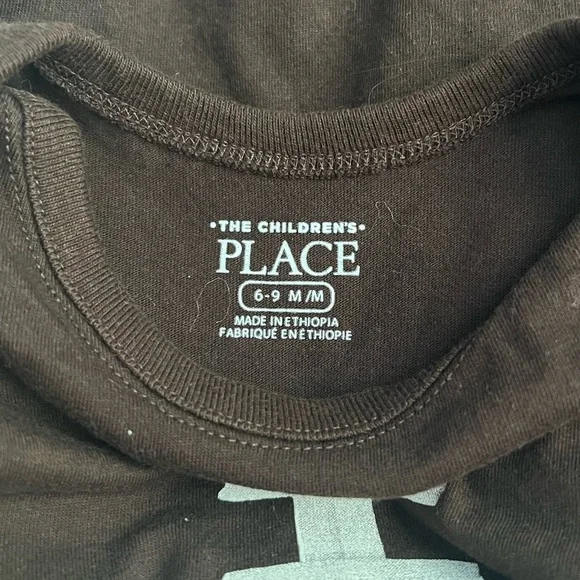 •THE CHILDREN'S•
PLACE
6-9 M/M
MADE IN ETHIOPIA
FABRIQUÉ EN ÉTHIOPIE